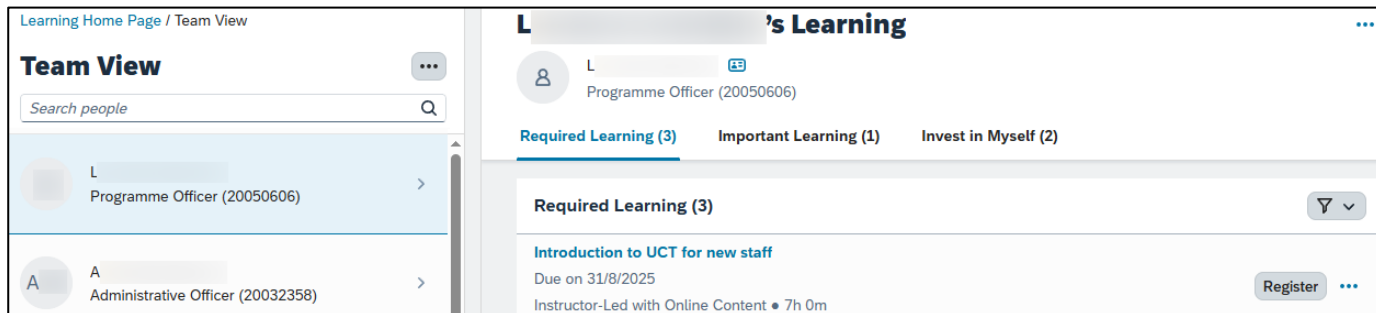 Learning Home Page / Team View
Team View
Search people
L
Programme Officer (20050606)
A
A
Administrative Officer (20032358)
L 's Learning
L
Programme Officer (20050606)
Required Learning (3) Important Learning (1) Invest in Myself (2)
Required Learning (3)
Introduction to UCT for new staff
Due on 31/8/2025
Instructor-Led with Online Content ● 7h 0m
Register